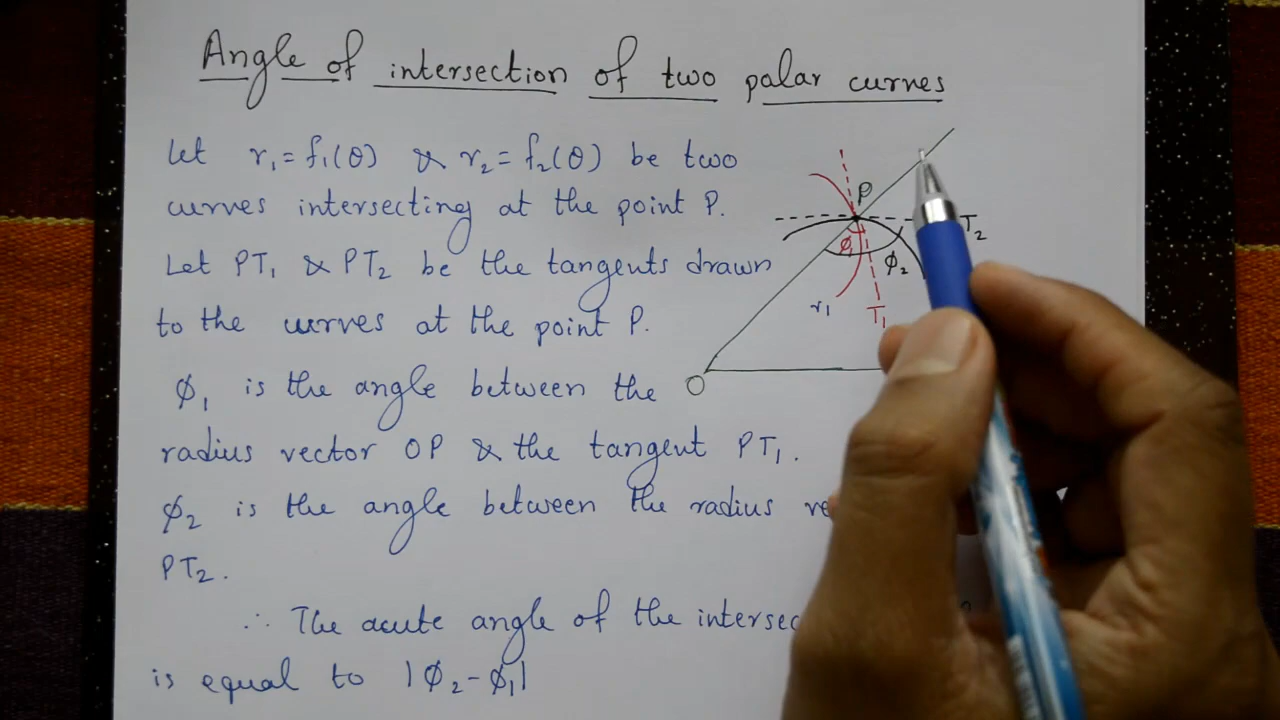 Angle of intersection of two polar curves
Let r₁ = f₁(θ) & r₂ = f₂(θ) be two
curves intersecting at the point P.
Let PT₁ & PT₂ be the tangents drawn
to the curves at the point P.
ϕ₁ is the angle between the
radius vector OP & the tangent PT₁.
ϕ₂ is the angle between the radius ve
PT₂.
∴ The acute angle of the intersec
is equal to |ϕ₂-ϕ₁|
P
T₂
ϕ₁
ϕ₂
r₁
T₁
O